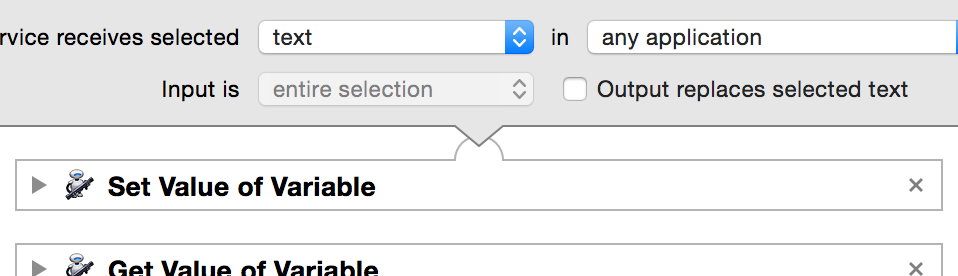 rvice receives selected text in any application
Input is entire selection Output replaces selected text
Set Value of Variable
Get Value of Variable